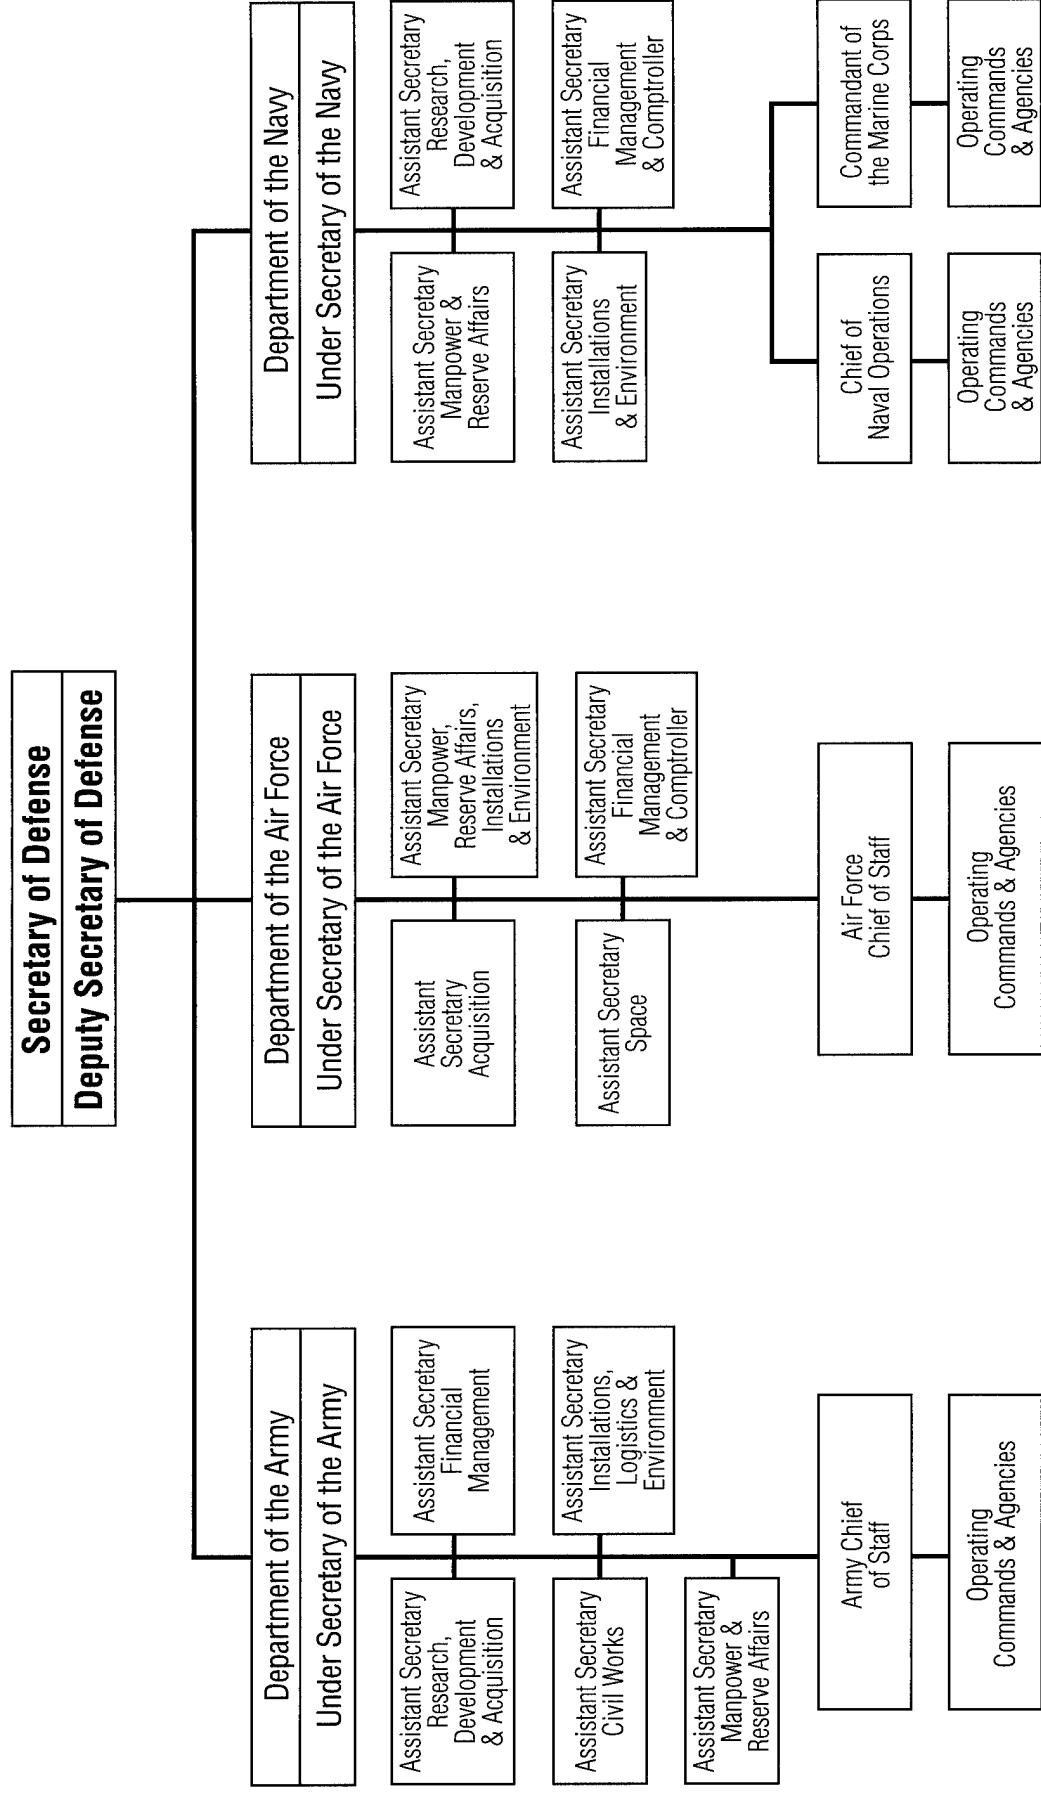 Secretary of Defense
Deputy Secretary of Defense
Department of the Army
Under Secretary of the Army
Assistant Secretary
Research,
Development
& Acquisition
Assistant Secretary
Financial
Management
Assistant Secretary
Civil Works
Assistant Secretary
Installations,
Logistics &
Environment
Assistant Secretary
Manpower &
Reserve Affairs
Army Chief
of Staff
Operating
Commands & Agencies
Department of the Air Force
Under Secretary of the Air Force
Assistant
Secretary
Acquisition
Assistant Secretary
Manpower,
Reserve Affairs,
Installations
& Environment
Assistant Secretary
Space
Assistant Secretary
Financial
Management
& Comptroller
Air Force
Chief of Staff
Operating
Commands & Agencies
Department of the Navy
Under Secretary of the Navy
Assistant Secretary
Manpower &
Reserve Affairs
Assistant Secretary
Research,
Development
& Acquisition
Assistant Secretary
Installations
& Environment
Assistant Secretary
Financial
Management
& Comptroller
Chief of
Naval Operations
Operating
Commands
& Agencies
Commandant of
the Marine Corps
Operating
Commands
& Agencies